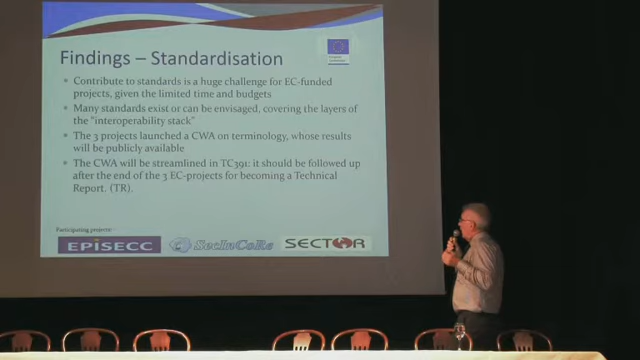 Findings – Standardisation
Contribute to standards is a huge challenge for EC-funded
projects, given the limited time and budgets
Many standards exist or can be envisaged, covering the layers of
the "interoperability stack"
The 3 projects launched a CWA on terminology, whose results
will be publicly available
The CWA will be streamlined in TC391: it should be followed up
after the end of the 3 EC-projects for becoming a Technical
Report. (TR).
Participating projects:
EPISECC SecInCoRe SECTOR